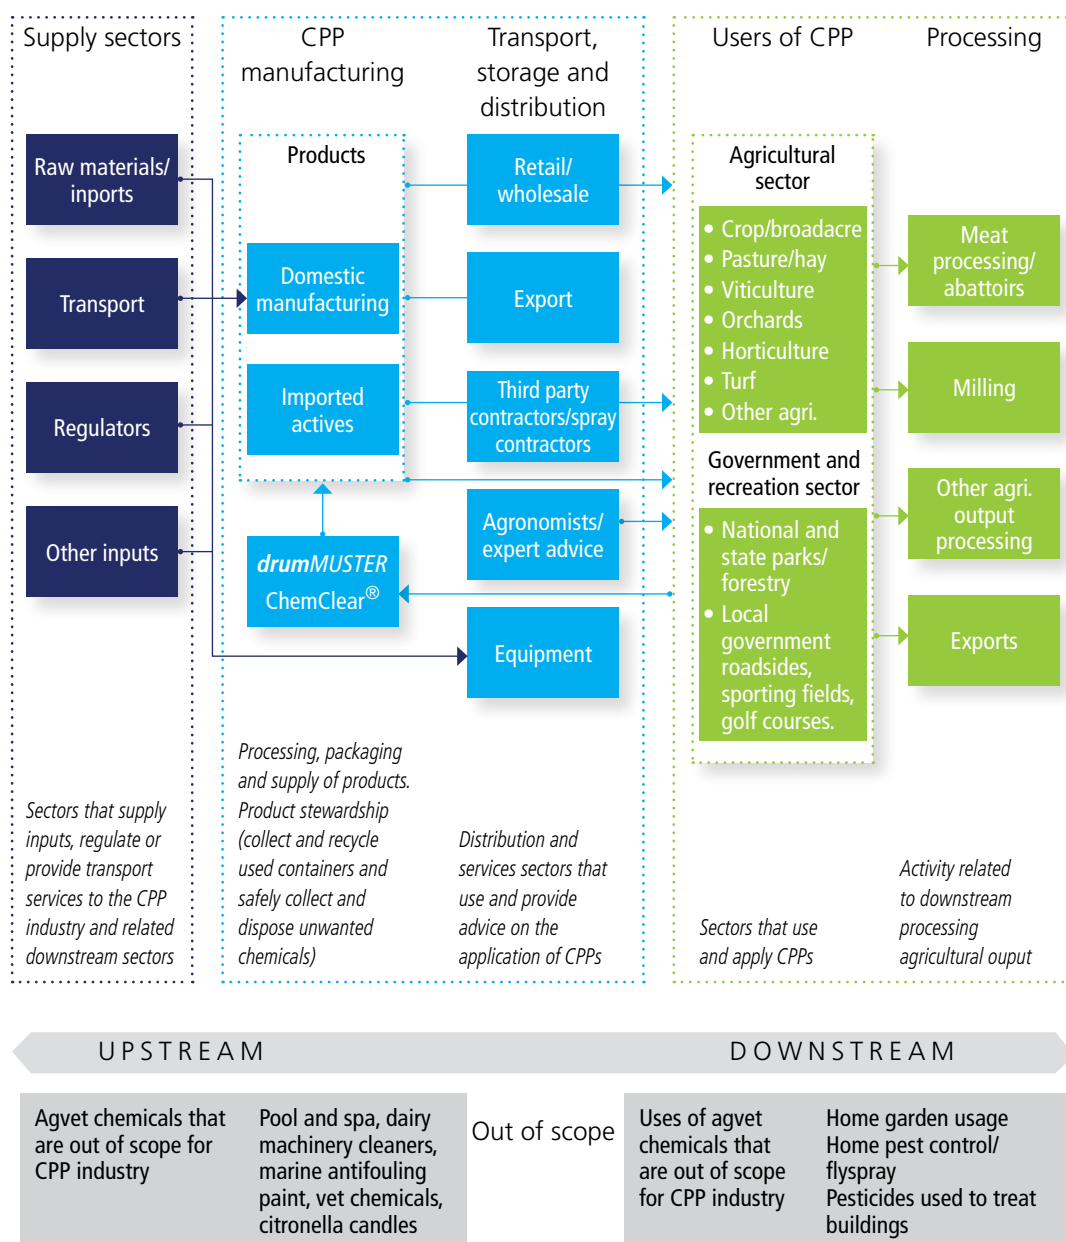 Supply sectors
CPP
manufacturing
Transport,
storage and
distribution
Users of CPP
Processing
Raw materials/
inports
Transport
Regulators
Other inputs
Products
Domestic
manufacturing
Imported
actives
drumMUSTER
ChemClear®
Retail/
wholesale
Export
Third party
contractors/spray
contractors
Agronomists/
expert advice
Equipment
Agricultural
sector
• Crop/broadacre
• Pasture/hay
• Viticulture
• Orchards
• Horticulture
• Turf
• Other agri.
Government and
recreation sector
• National and
state parks/
forestry
• Local
government
roadsides,
sporting fields,
golf courses.
Meat
processing/
abattoirs
Milling
Other agri.
output
processing
Exports
Sectors that supply
inputs, regulate or
provide transport
services to the CPP
industry and related
downstream sectors
Processing, packaging
and supply of products.
Product stewardship
(collect and recycle
used containers and
safely collect and
dispose unwanted
chemicals)
Distribution and
services sectors that
use and provide
advice on the
application of CPPs
Sectors that use
and apply CPPs
Activity related
to downstream
processing
agricultural ouput
UPSTREAM
DOWNSTREAM
Agvet chemicals that
are out of scope for
CPP industry
Pool and spa, dairy
machinery cleaners,
marine antifouling
paint, vet chemicals,
citronella candles
Out of scope
Uses of agvet
chemicals that
are out of scope
for CPP industry
Home garden usage
Home pest control/
flyspray
Pesticides used to treat
buildings